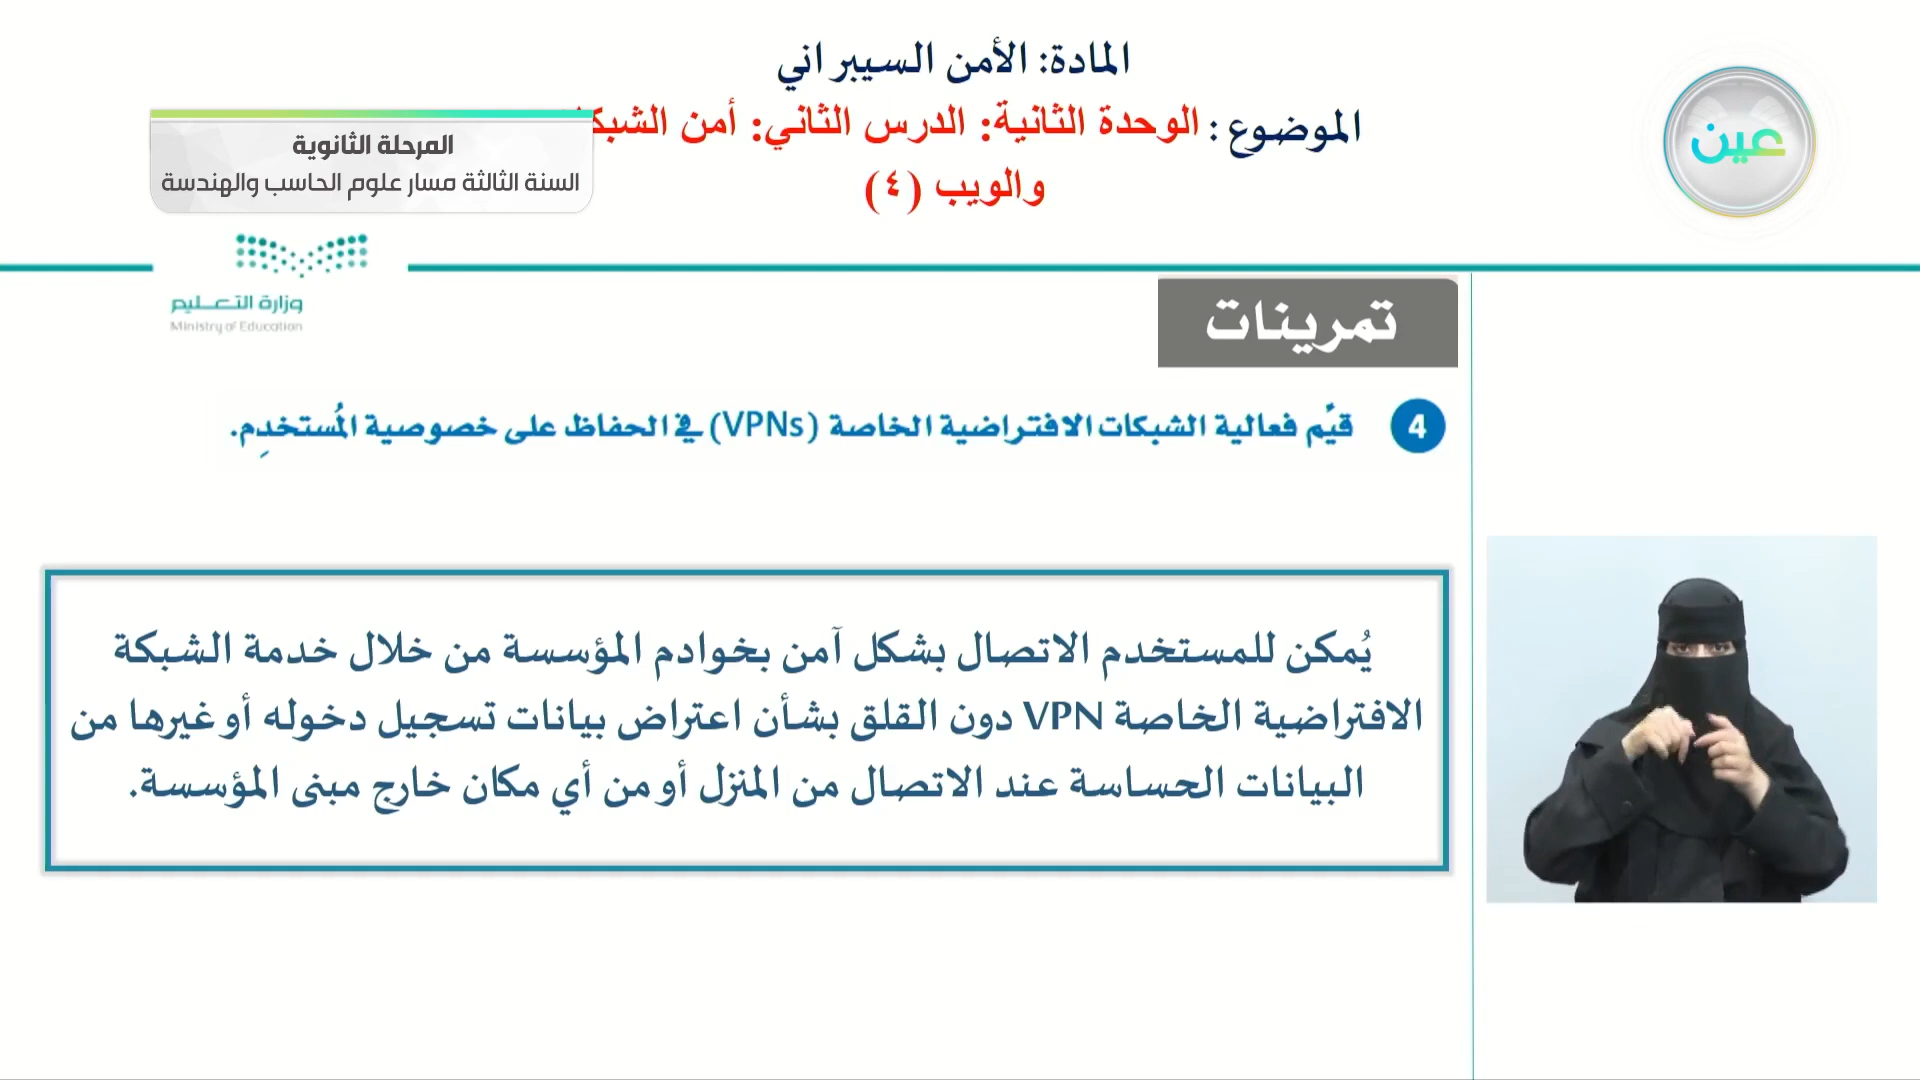 المادة: الأمن السيبراني
الموضوع : الوحدة الثانية: الدرس الثاني: أمن
والويب (٤)
المرحلة الثانوية
السنة الثالثة مسار علوم الحاسب والهندسة
عين
وزارة التعليم
Ministry of Education
تمرينات
4 قيِّم فعالية الشبكات الافتراضية الخاصة (VPNs) في الحفاظ على خصوصية المُستخدِم.
يُمكن للمستخدم الاتصال بشكل آمن بخوادم المؤسسة من خلال خدمة الشبكة
الافتراضية الخاصة VPN دون القلق بشأن اعتراض بيانات تسجيل دخوله أو غيرها من
البيانات الحساسة عند الاتصال من المنزل أو من أي مكان خارج مبنى المؤسسة.